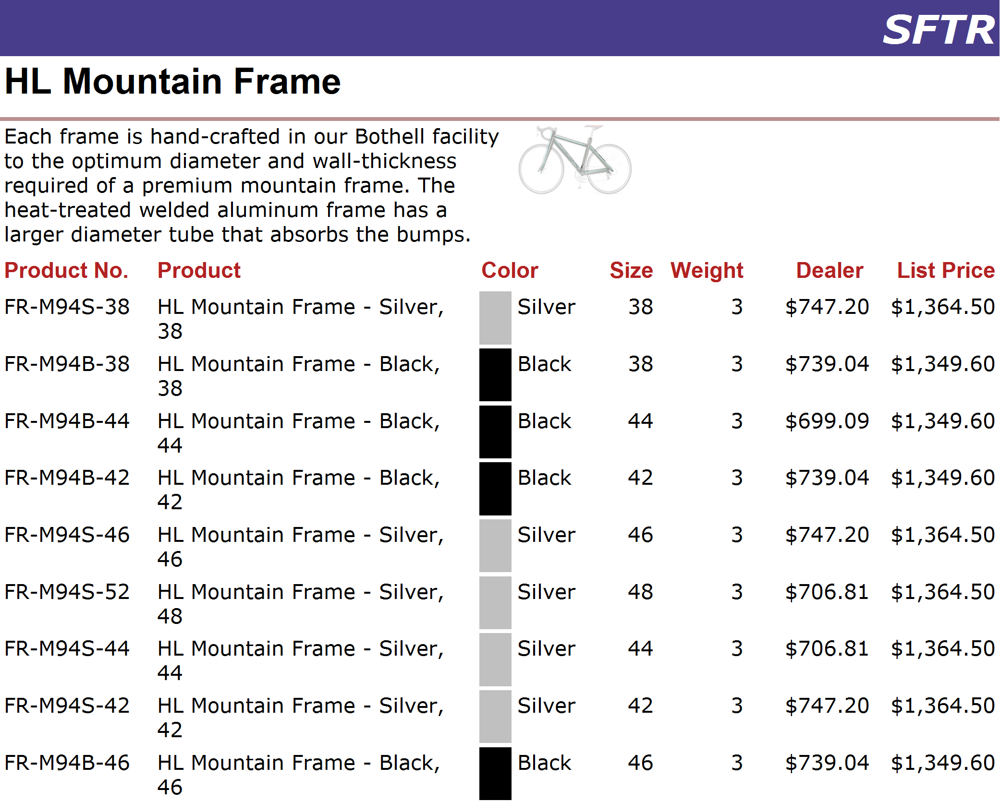 SFTR
HL Mountain Frame
Each frame is hand-crafted in our Bothell facility
to the optimum diameter and wall-thickness
required of a premium mountain frame. The
heat-treated welded aluminum frame has a
larger diameter tube that absorbs the bumps.
Product No. Product Color Size Weight Dealer List Price
FR-M94S-38 HL Mountain Frame - Silver, Silver 38 3 $747.20 $1,364.50
38
FR-M94B-38 HL Mountain Frame - Black, Black 38 3 $739.04 $1,349.60
38
FR-M94B-44 HL Mountain Frame - Black, Black 44 3 $699.09 $1,349.60
44
FR-M94B-42 HL Mountain Frame - Black, Black 42 3 $739.04 $1,349.60
42
FR-M94S-46 HL Mountain Frame - Silver, Silver 46 3 $747.20 $1,364.50
46
FR-M94S-52 HL Mountain Frame - Silver, Silver 48 3 $706.81 $1,364.50
48
FR-M94S-44 HL Mountain Frame - Silver, Silver 44 3 $706.81 $1,364.50
44
FR-M94S-42 HL Mountain Frame - Silver, Silver 42 3 $747.20 $1,364.50
42
FR-M94B-46 HL Mountain Frame - Black, Black 46 3 $739.04 $1,349.60
46